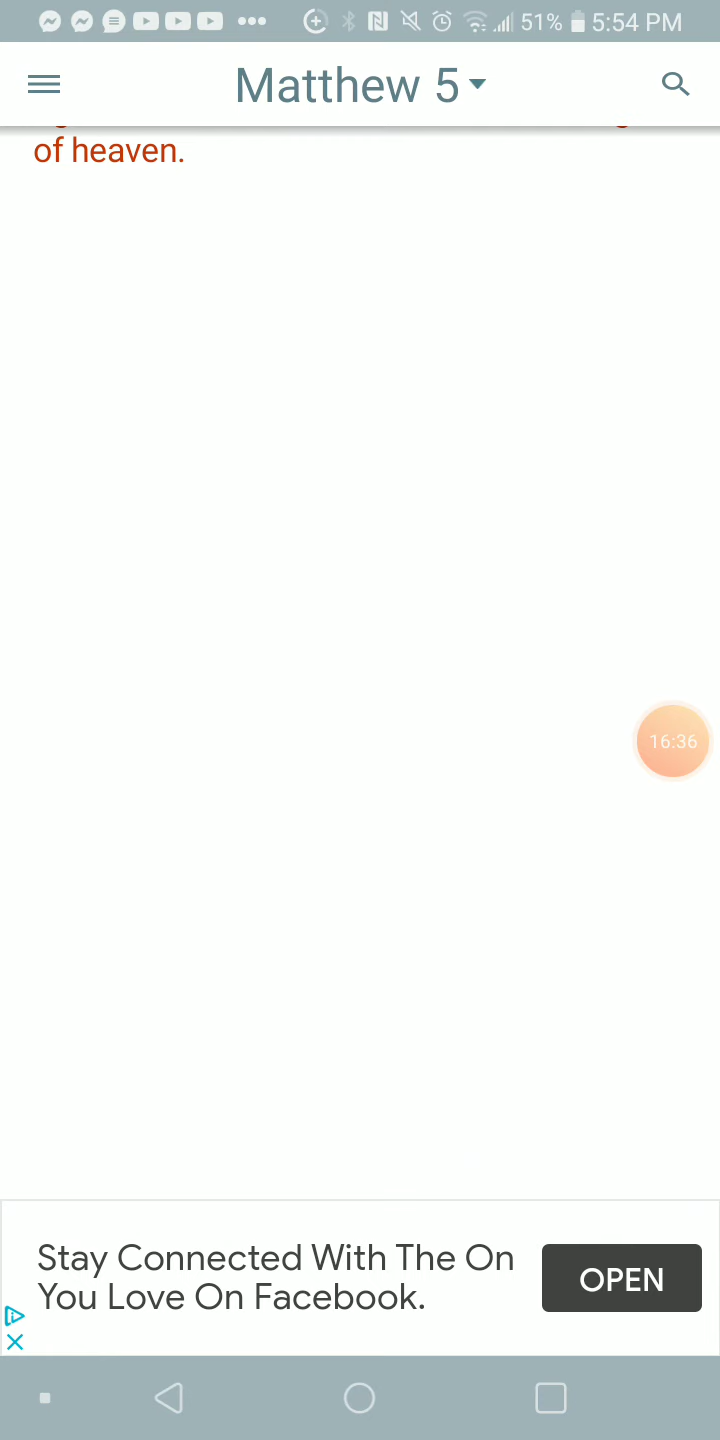 51% 5:54 PM
Matthew 5
of heaven.
16:36
Stay Connected With The On
You Love On Facebook.
OPEN